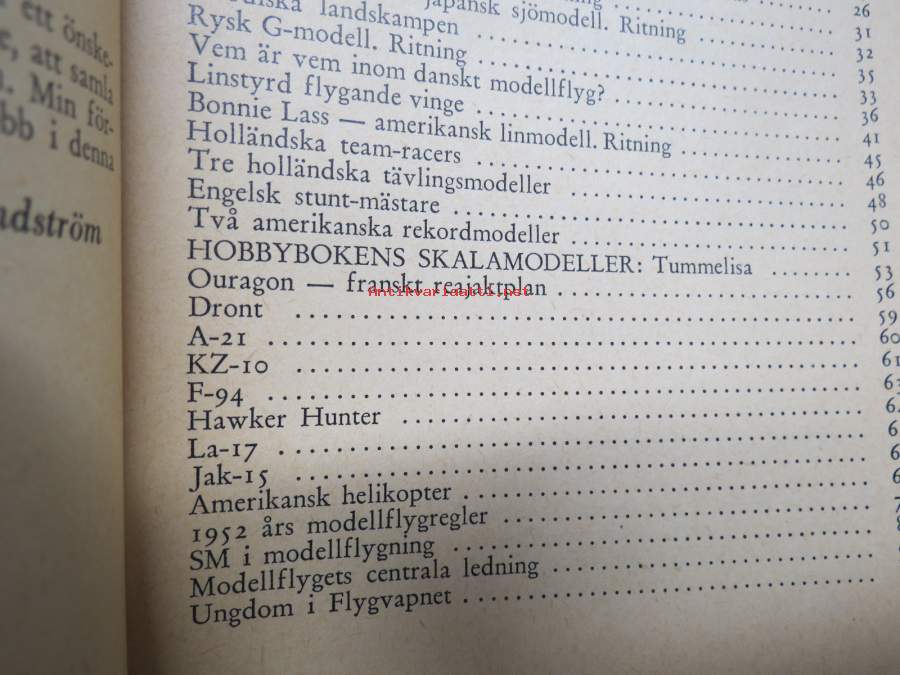 ett önske-
att samla
Min för-
i denna
japansk sjömodell. Ritning
26
landskampen
31
Rysk G-modell. Ritning
32
Vem är vem inom danskt modellflyg?
35
Linstyrd flygande vinge
33
Bonnie Lass — amerikansk linmodell. Ritning
36
Holländska team-racers
41
Tre holländska tävlingsmodeller
45
Engelsk stunt-mästare
46
Två amerikanska rekordmodeller
48
HOBBYBOKENS SKALAMODELLER: Tummelisa
50
Ouragon — franskt reajaktplan
51
Dront
53
A-21
56
KZ-10
59
F-94
60
Hawker Hunter
La-17
Jak-15
Amerikansk helikopter
1952 års modellflygregler
SM i modellflygning
Modellflygets centrala ledning
Ungdom i Flygvapnet
Antikvariaatti.net